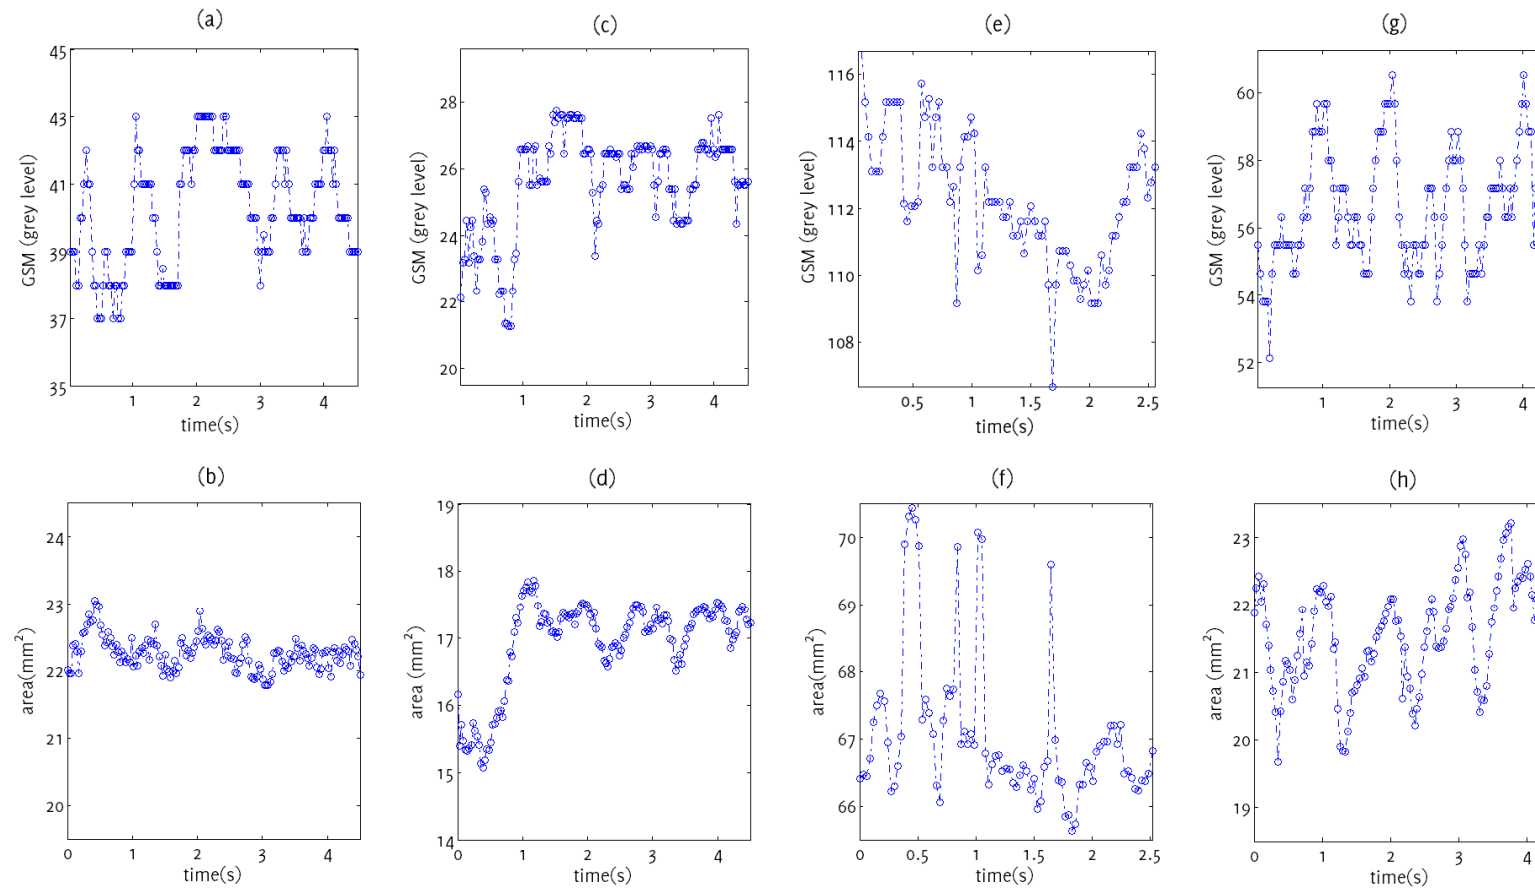 (a)
GSM (grey level)
45
43
41
39
37
35
1 2 3 4
time(s)
(c)
GSM (grey level)
28
26
24
22
20
1 2 3 4
time(s)
(e)
GSM (grey level)
116
114
112
110
108
0.5 1 1.5 2 2.5
time(s)
(g)
GSM (grey level)
60
58
56
54
52
1 2 3 4
time(s)
(b)
area(mm²)
24
23
22
21
20
0 1 2 3 4
time(s)
(d)
area (mm²)
19
18
17
16
15
14
0 1 2 3 4
time(s)
(f)
area(mm²)
70
69
68
67
66
0 0.5 1 1.5 2 2.5
time(s)
(h)
area (mm²)
23
22
21
20
19
0 1 2 3 4
time(s)